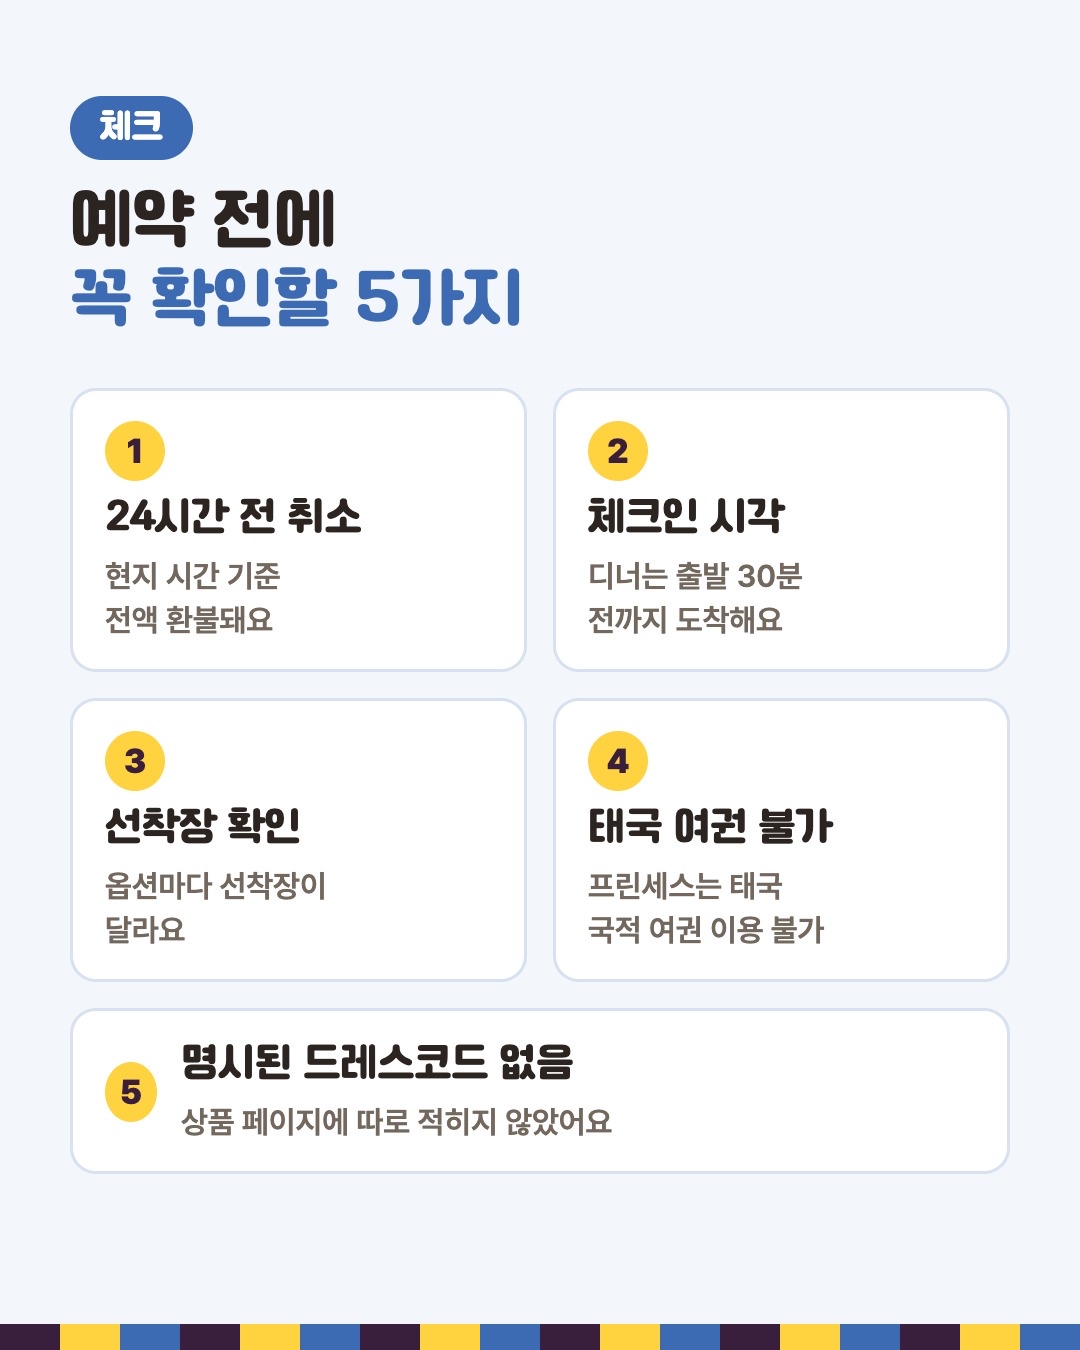 체크
예약 전에
꼭 확인할 5가지
1
24시간 전 취소
현지 시간 기준
전액 환불돼요
2
체크인 시각
디너는 출발 30분
전까지 도착해요
3
선착장 확인
옵션마다 선착장이
달라요
4
태국 여권 불가
프린세스는 태국
국적 여권 이용 불가
5
명시된 드레스코드 없음
상품 페이지에 따로 적히지 않았어요